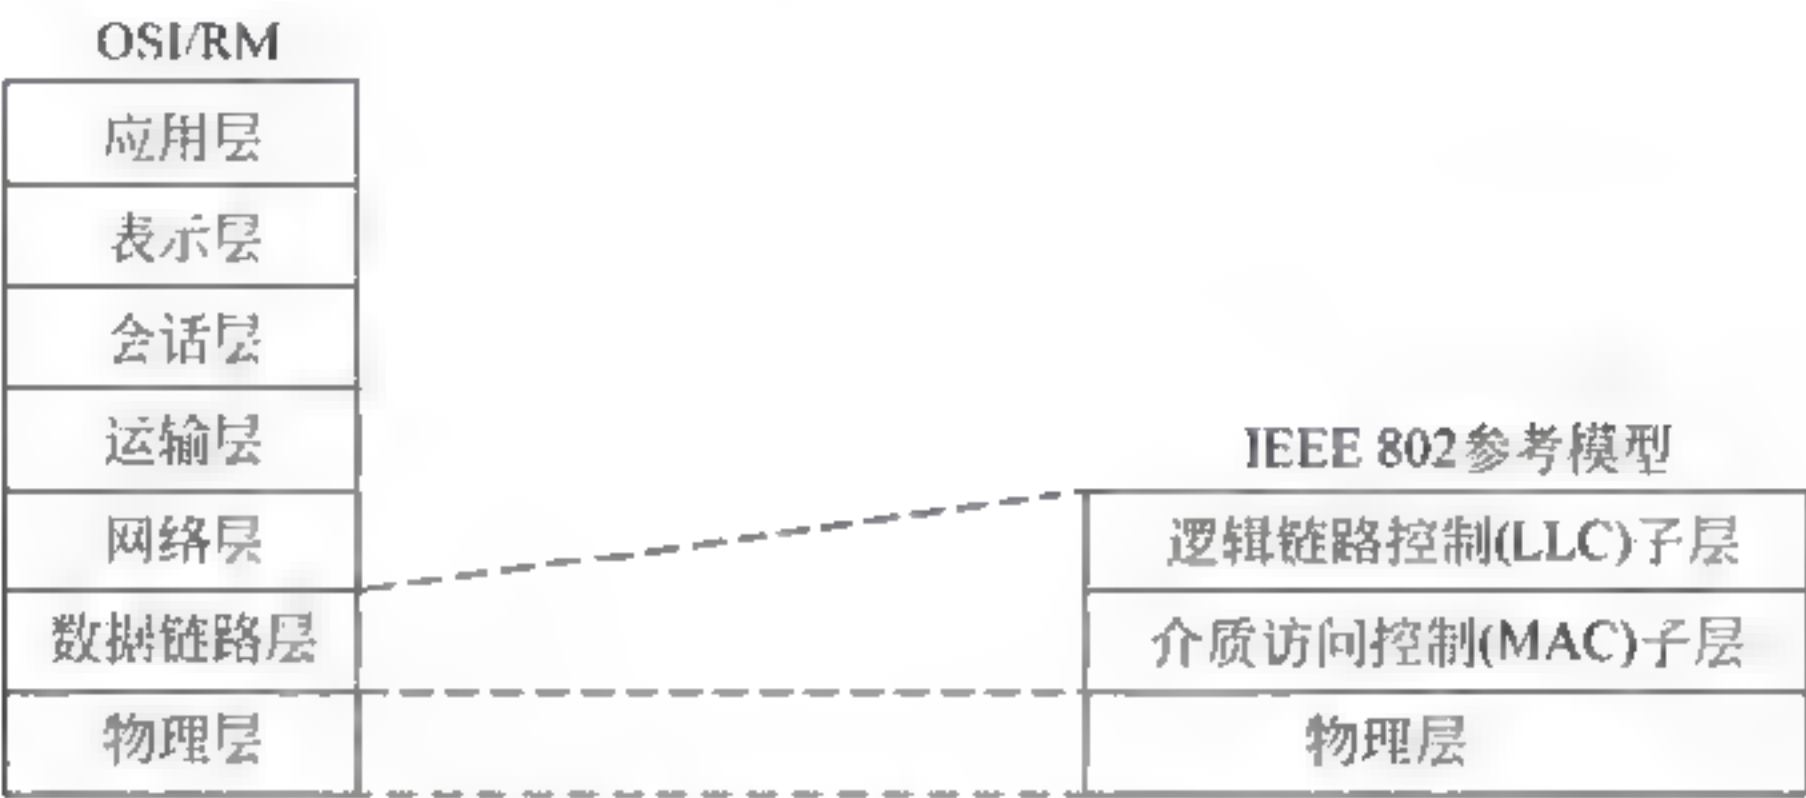 OSI/RM
应用层
表示层
会话层
运输层
网络层
数据链路层
物理层
IEEE 802参考模型
逻辑链路控制(LLC)子层
介质访问控制(MAC)子层
物理层